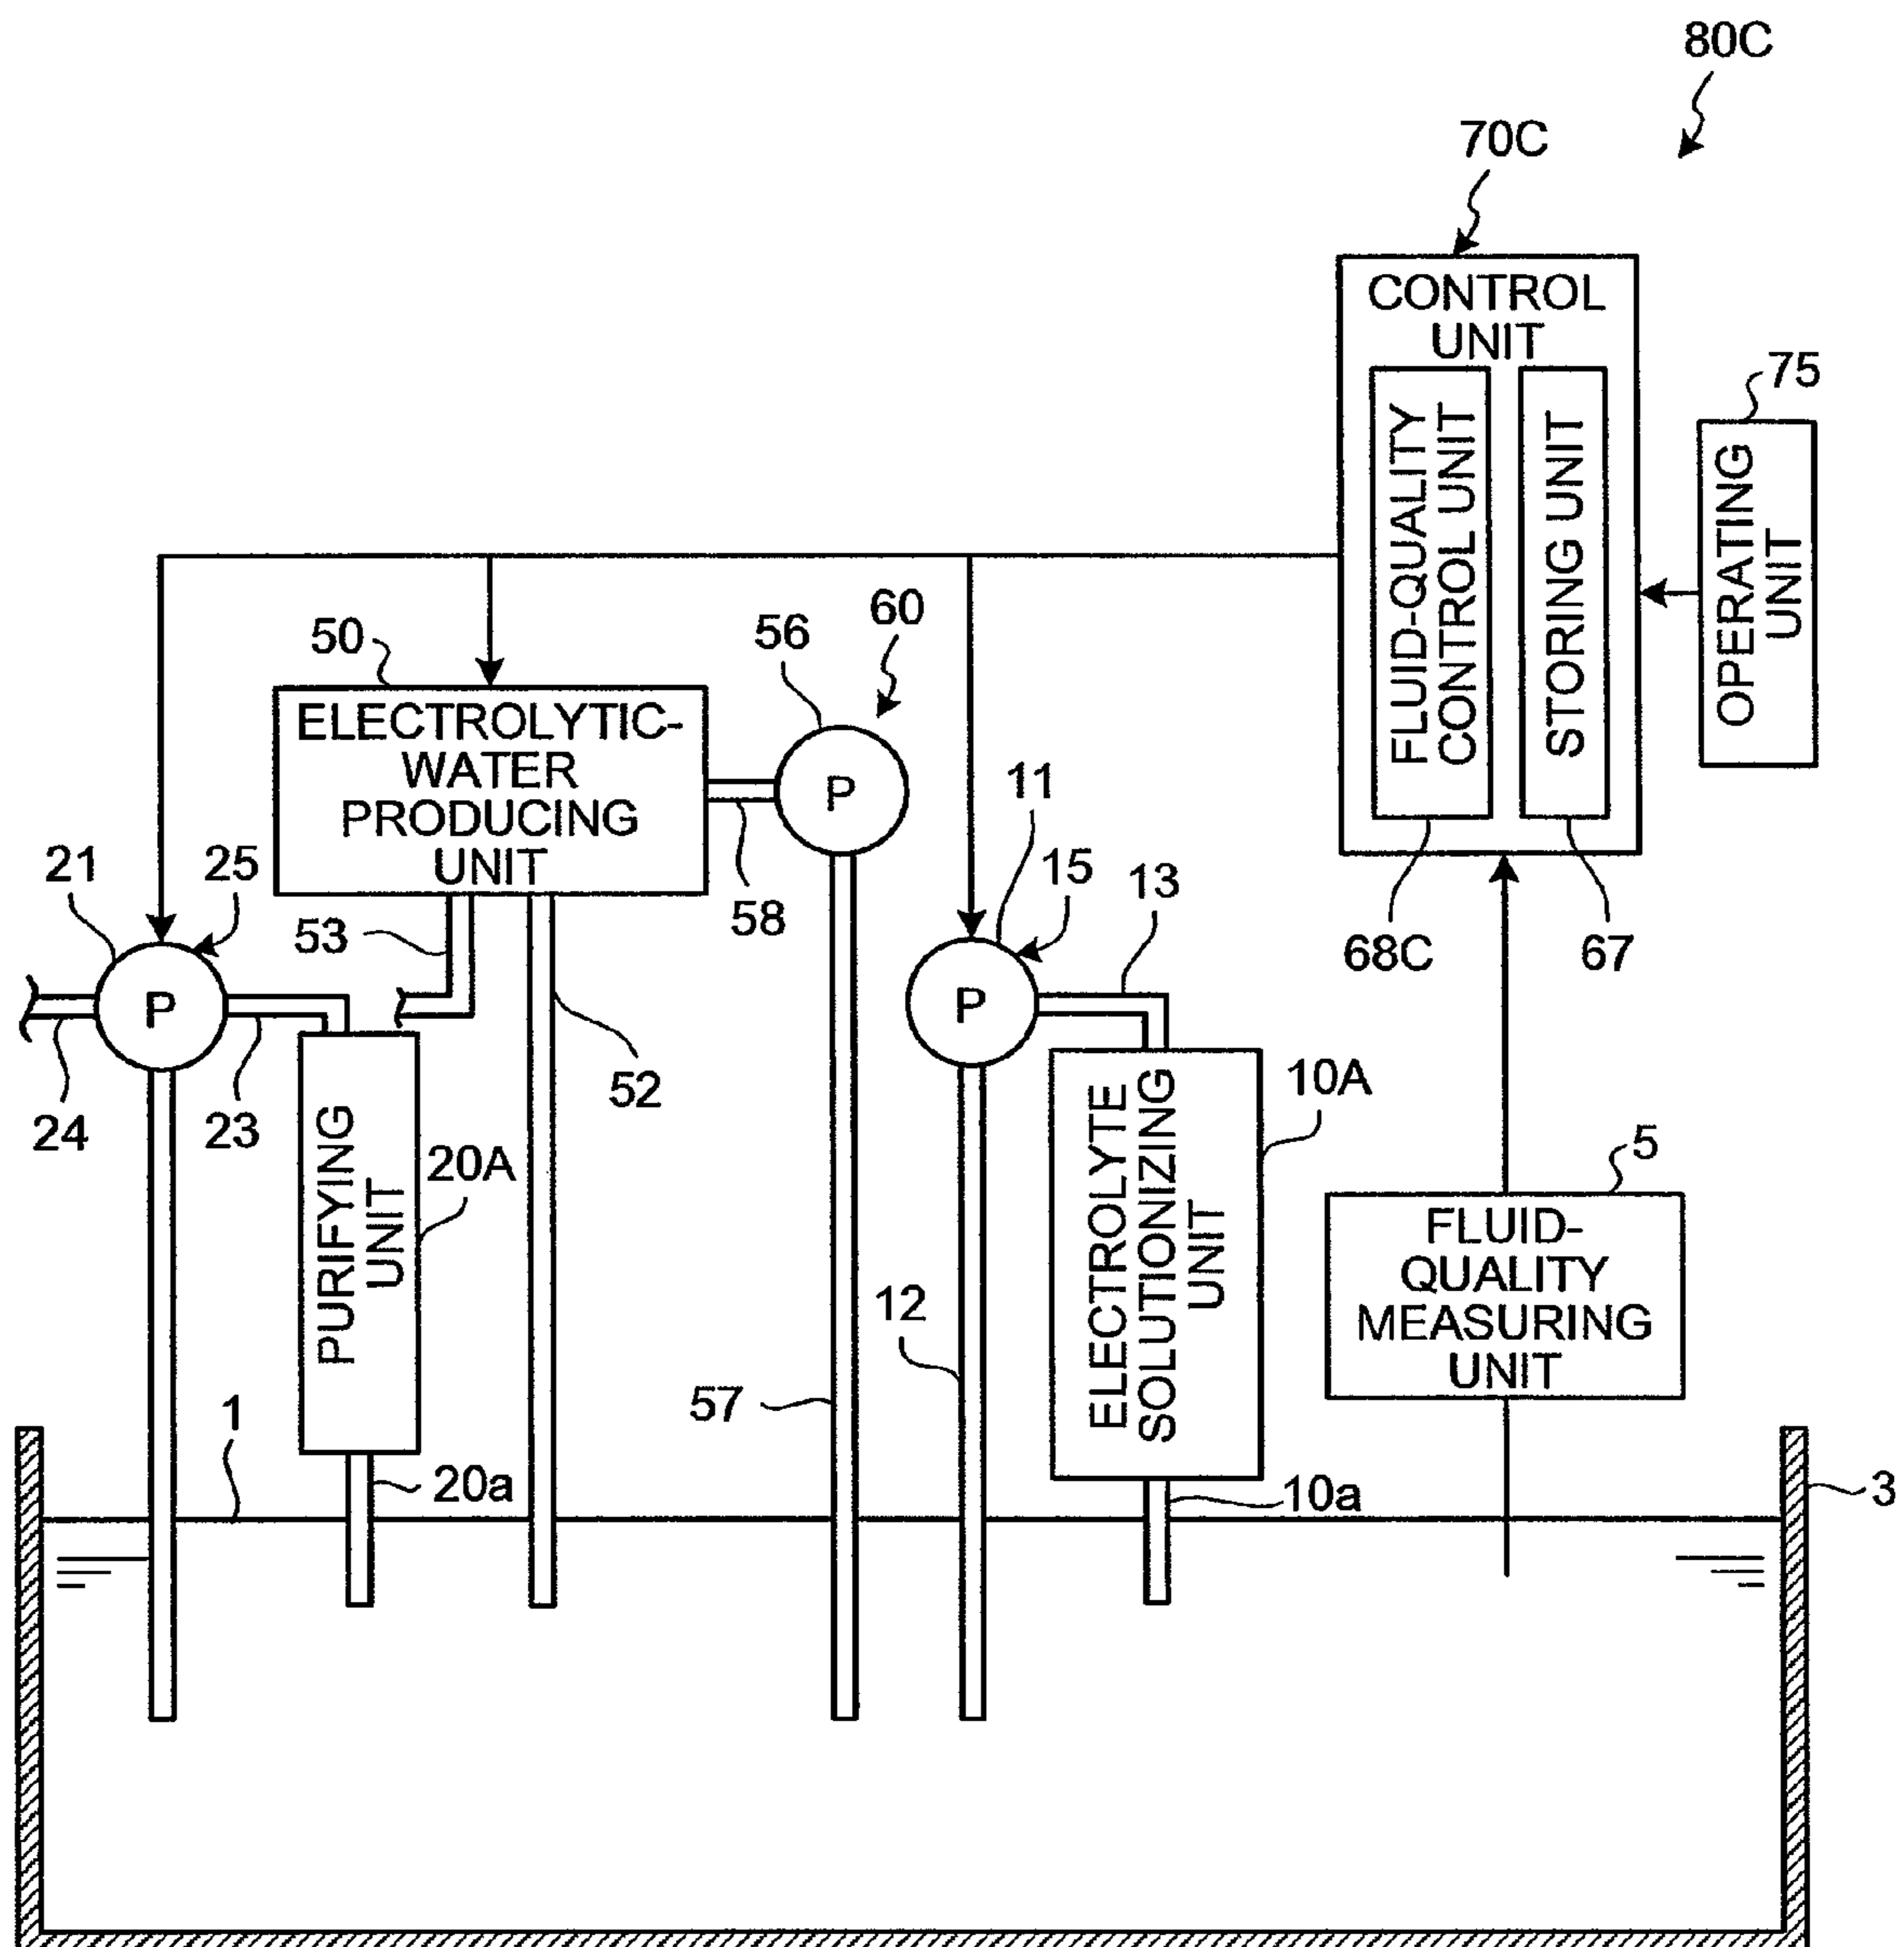 80C
70C
CONTROL
UNIT
FLUID-QUALITY
CONTROL UNIT
STORING UNIT
75
OPERATING
UNIT
68C
67
50
ELECTROLYTIC-
WATER
PRODUCING
UNIT
56
60
P
58
53
52
21
25
P
24
23
PURIFYING
UNIT
20A
20a
11
15
13
P
12
57
ELECTROLYTE
SOLUTIONIZING
UNIT
10A
10a
5
FLUID-
QUALITY
MEASURING
UNIT
1
3